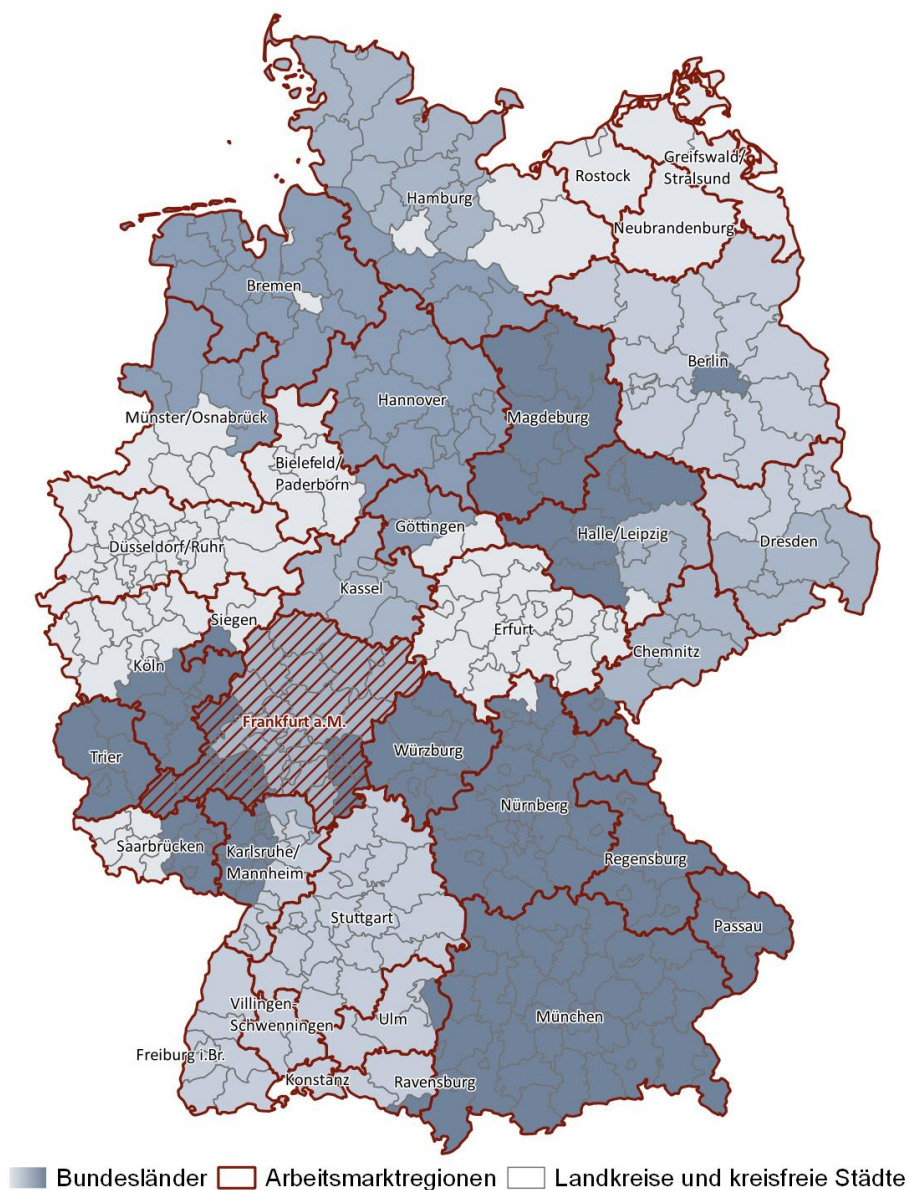 Greifswald/
Stralsund
Rostock
Hamburg
Neubrandenburg
Bremen
Berlin
Hannover
Münster/Osnabrück
Magdeburg
Bielefeld/
Paderborn
Göttingen
Halle/Leipzig
Düsseldorf/Ruhr
Dresden
Kassel
Siegen
Erfurt
Köln
Chemnitz
Frankfurt a.M.
Trier
Würzburg
Nürnberg
Saarbrücken
Karlsruhe/
Mannheim
Regensburg
Stuttgart
Passau
Villingen-
Schwenningen
Ulm
München
Freiburg i.Br.
Konstanz
Ravensburg
Bundesländer Arbeitsmarktregionen Landkreise und kreisfreie Städte